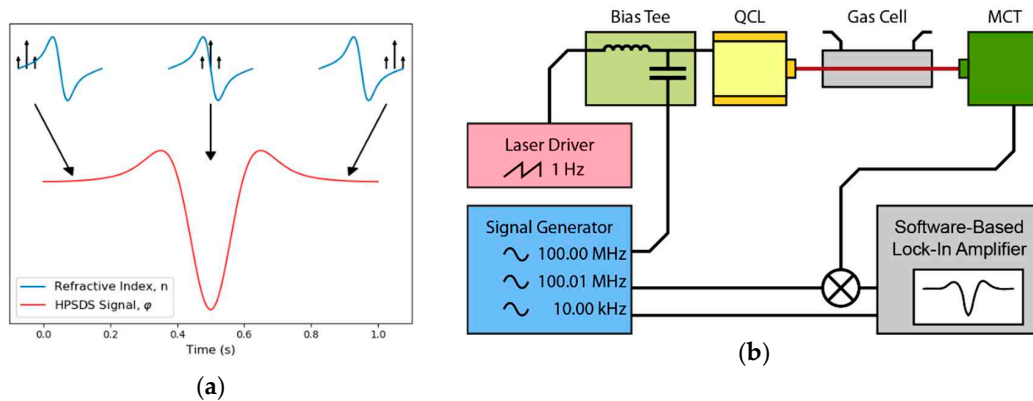 Refractive Index, n
HPSDS Signal, φ
0.0 0.2 0.4 0.6 0.8 1.0
Time (s)
(a)
Bias Tee QCL Gas Cell MCT
Laser Driver
1 Hz
Signal Generator
100.00 MHz
100.01 MHz
10.00 kHz
Software-Based
Lock-In Amplifier
(b)